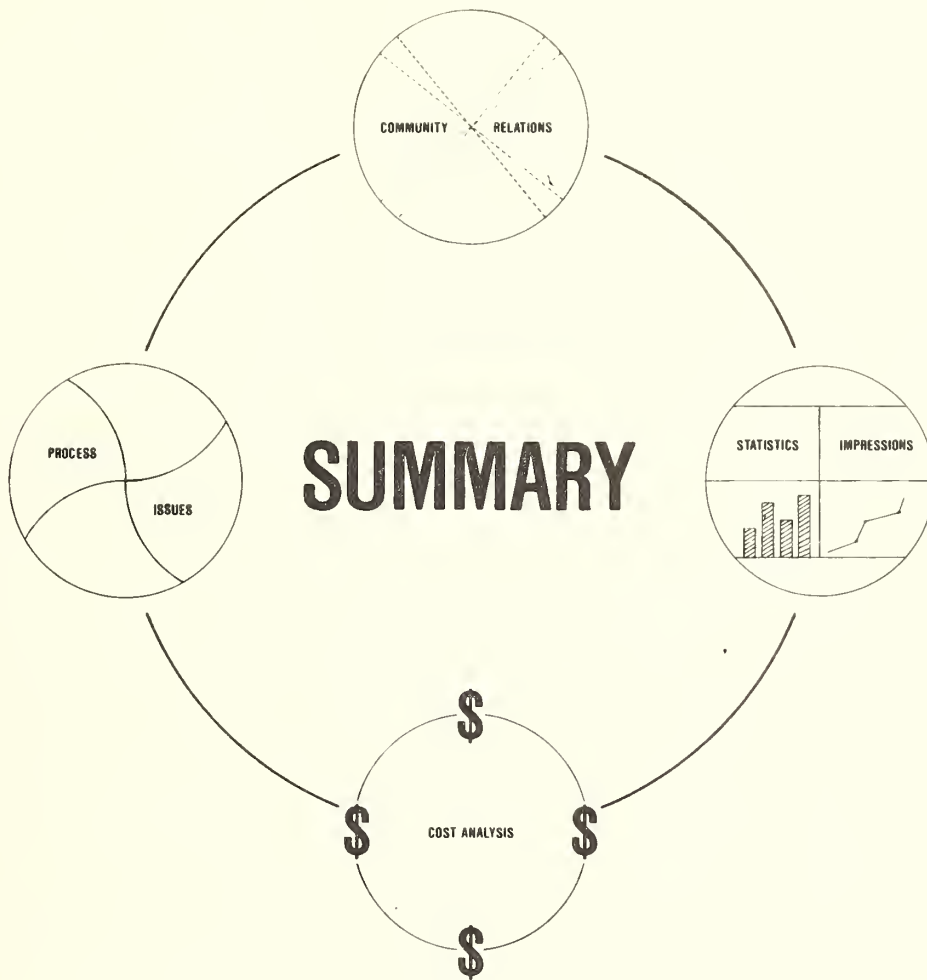 COMMUNITY RELATIONS
PROCESS
ISSUES
SUMMARY
STATISTICS IMPRESSIONS
$
$ COST ANALYSIS $
$